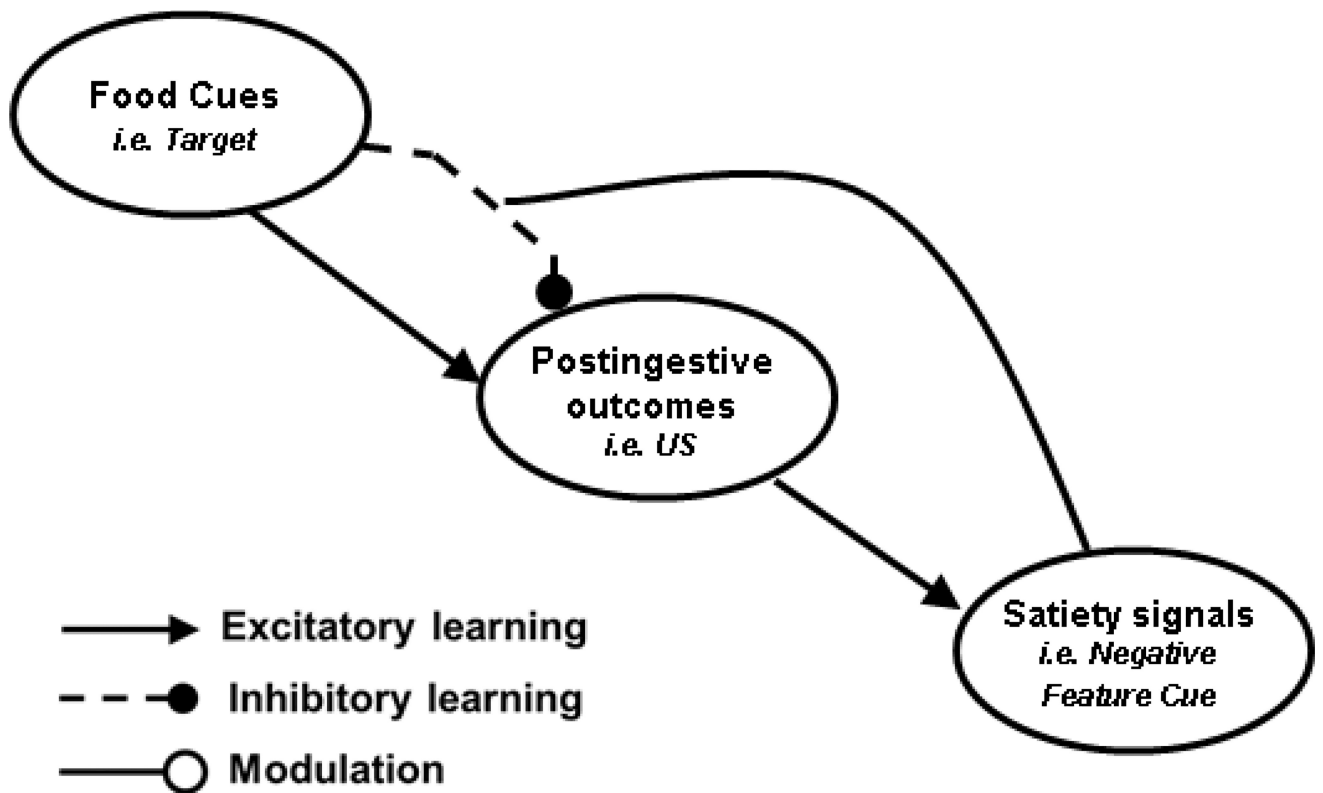 Food Cues
i.e. Target
Postingestive
outcomes
i.e. US
Satiety signals
i.e. Negative
Feature Cue
Excitatory learning
Inhibitory learning
Modulation